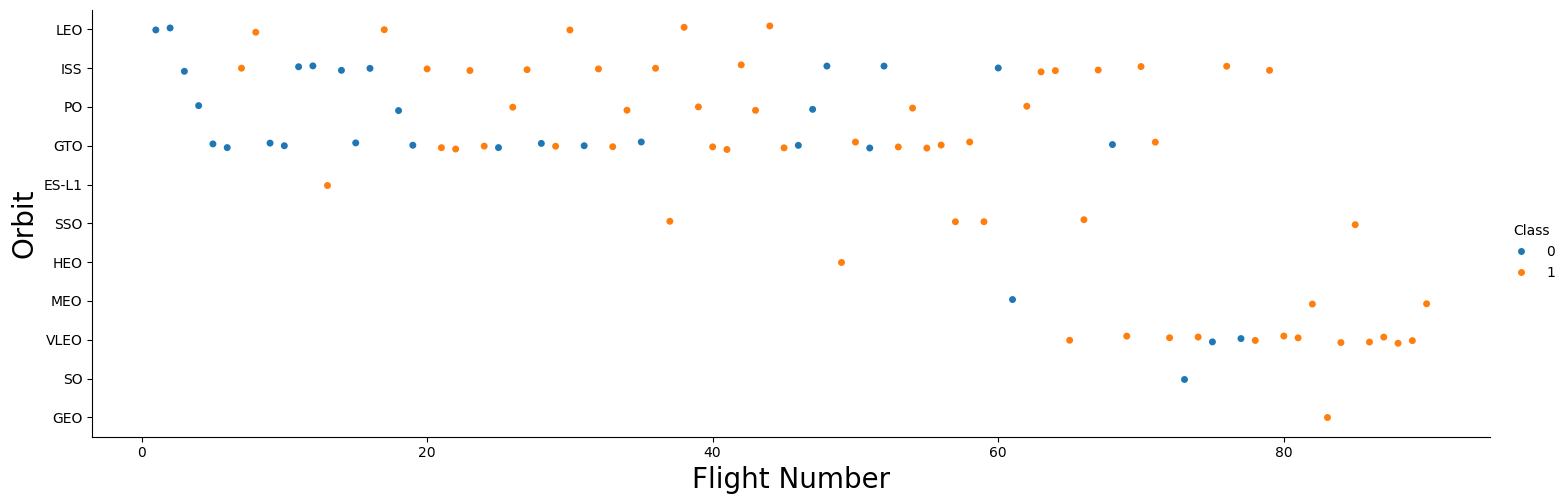 LEO
ISS
PO
GTO
ES-L1
SSO
HEO
MEO
VLEO
SO
GEO
Orbit
0
20
40
60
80
Flight Number
Class
0
1